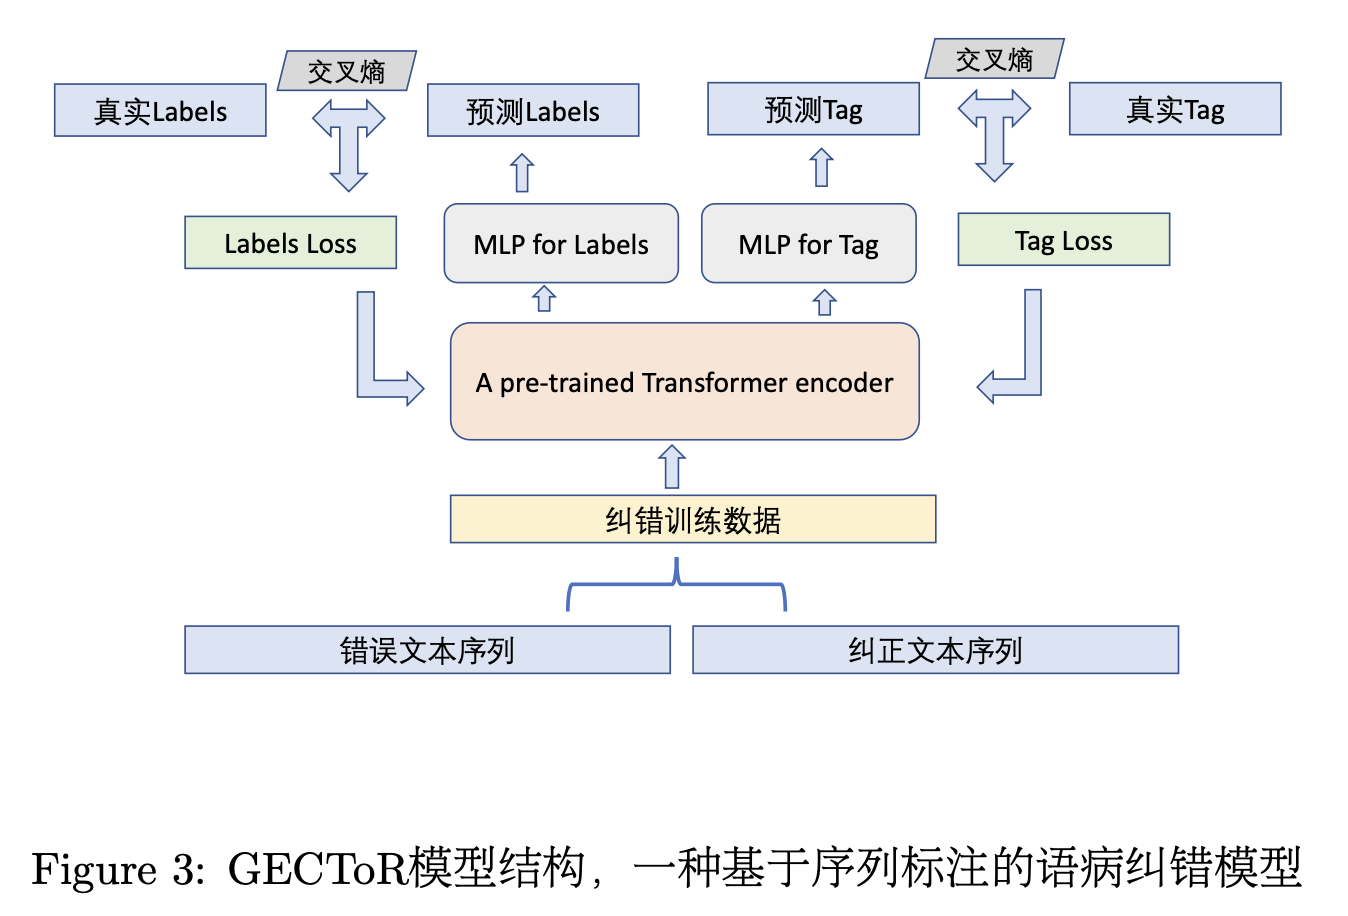 交叉熵
交叉熵
真实Labels
预测Labels
预测Tag
真实Tag
Labels Loss
MLP for Labels
MLP for Tag
Tag Loss
A pre-trained Transformer encoder
纠错训练数据
错误文本序列
纠正文本序列
Figure 3: GECToR模型结构，一种基于序列标注的语病纠错模型